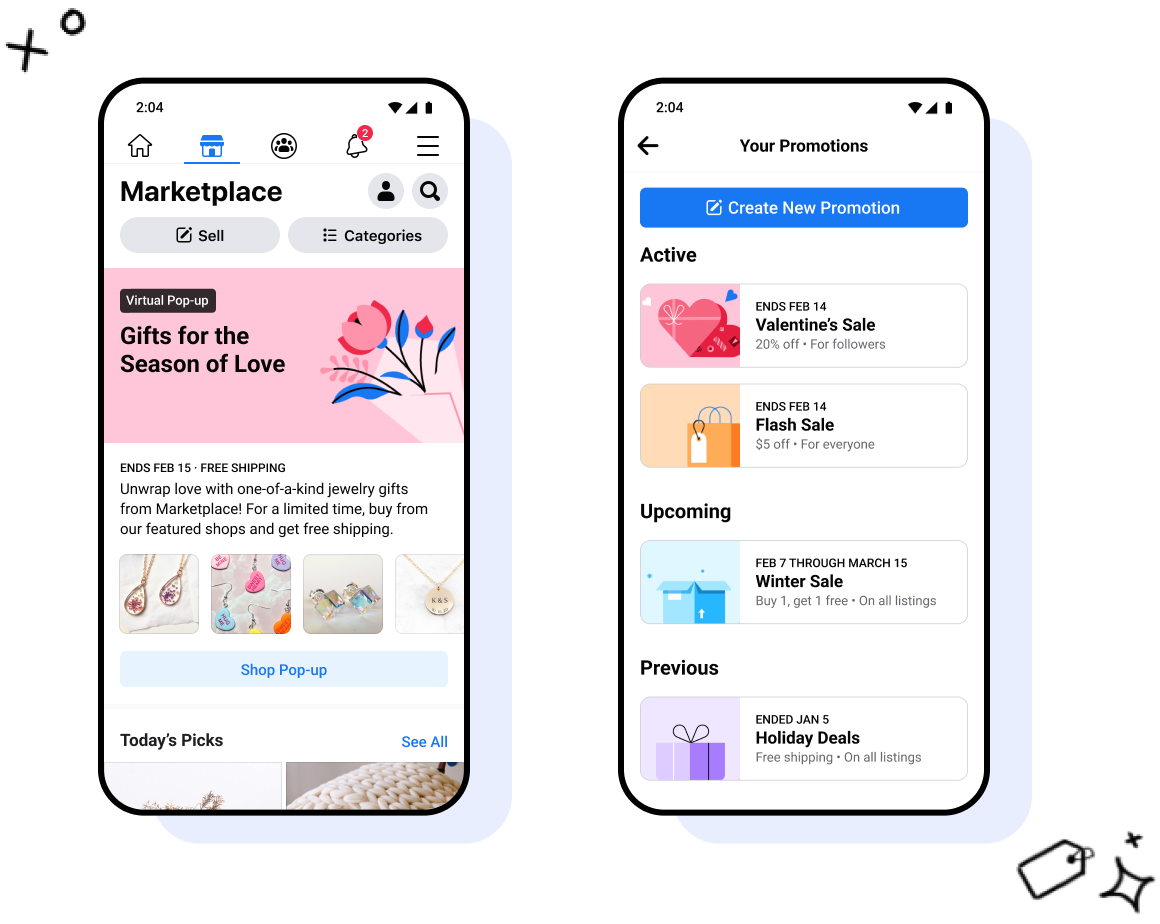 2:04
2
Marketplace
Sell
Categories
Virtual Pop-up
Gifts for the
Season of Love
ENDS FEB 15 · FREE SHIPPING
Unwrap love with one-of-a-kind jewelry gifts
from Marketplace! For a limited time, buy from
our featured shops and get free shipping.
K & S
Shop Pop-up
Today’s Picks
See All
2:04
Your Promotions
Create New Promotion
Active
ENDS FEB 14
Valentine’s Sale
20% off • For followers
ENDS FEB 14
Flash Sale
$5 off • For everyone
Upcoming
FEB 7 THROUGH MARCH 15
Winter Sale
Buy 1, get 1 free • On all listings
Previous
ENDED JAN 5
Holiday Deals
Free shipping • On all listings